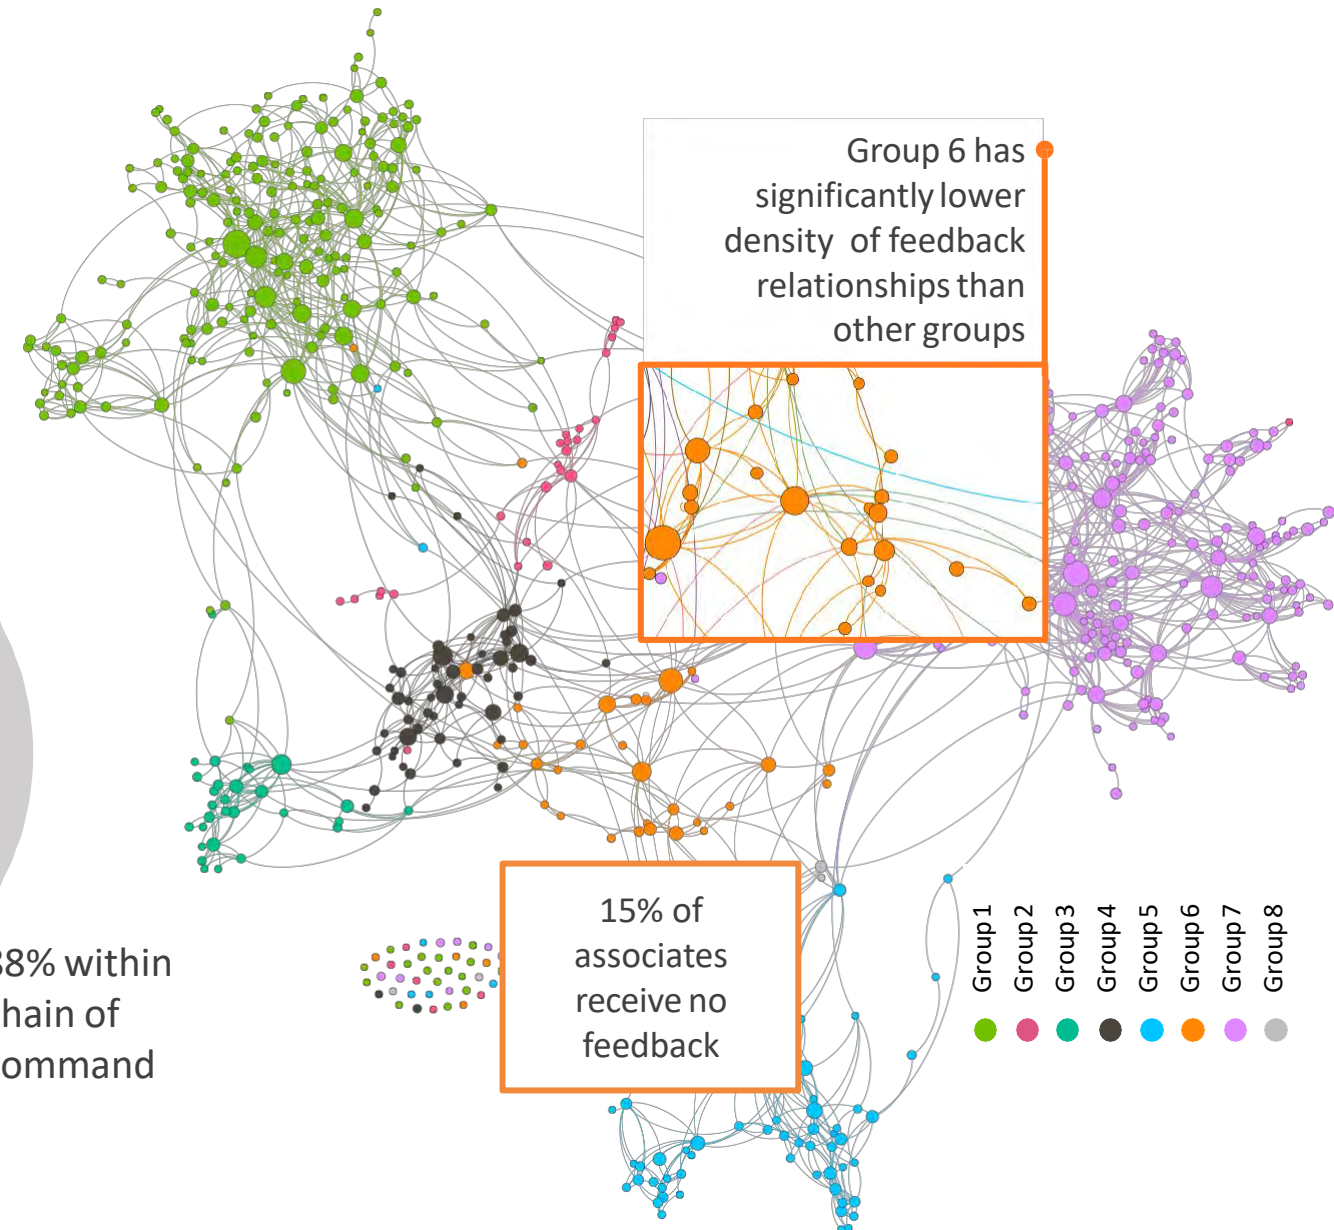 Group 6 has
significantly lower
density of feedback
relationships than
other groups
38% within
hain of
ommand
15% of
associates
receive no
feedback
Group 1
Group 2
Group 3
Group 4
Group 5
Group 6
Group 7
Group 8